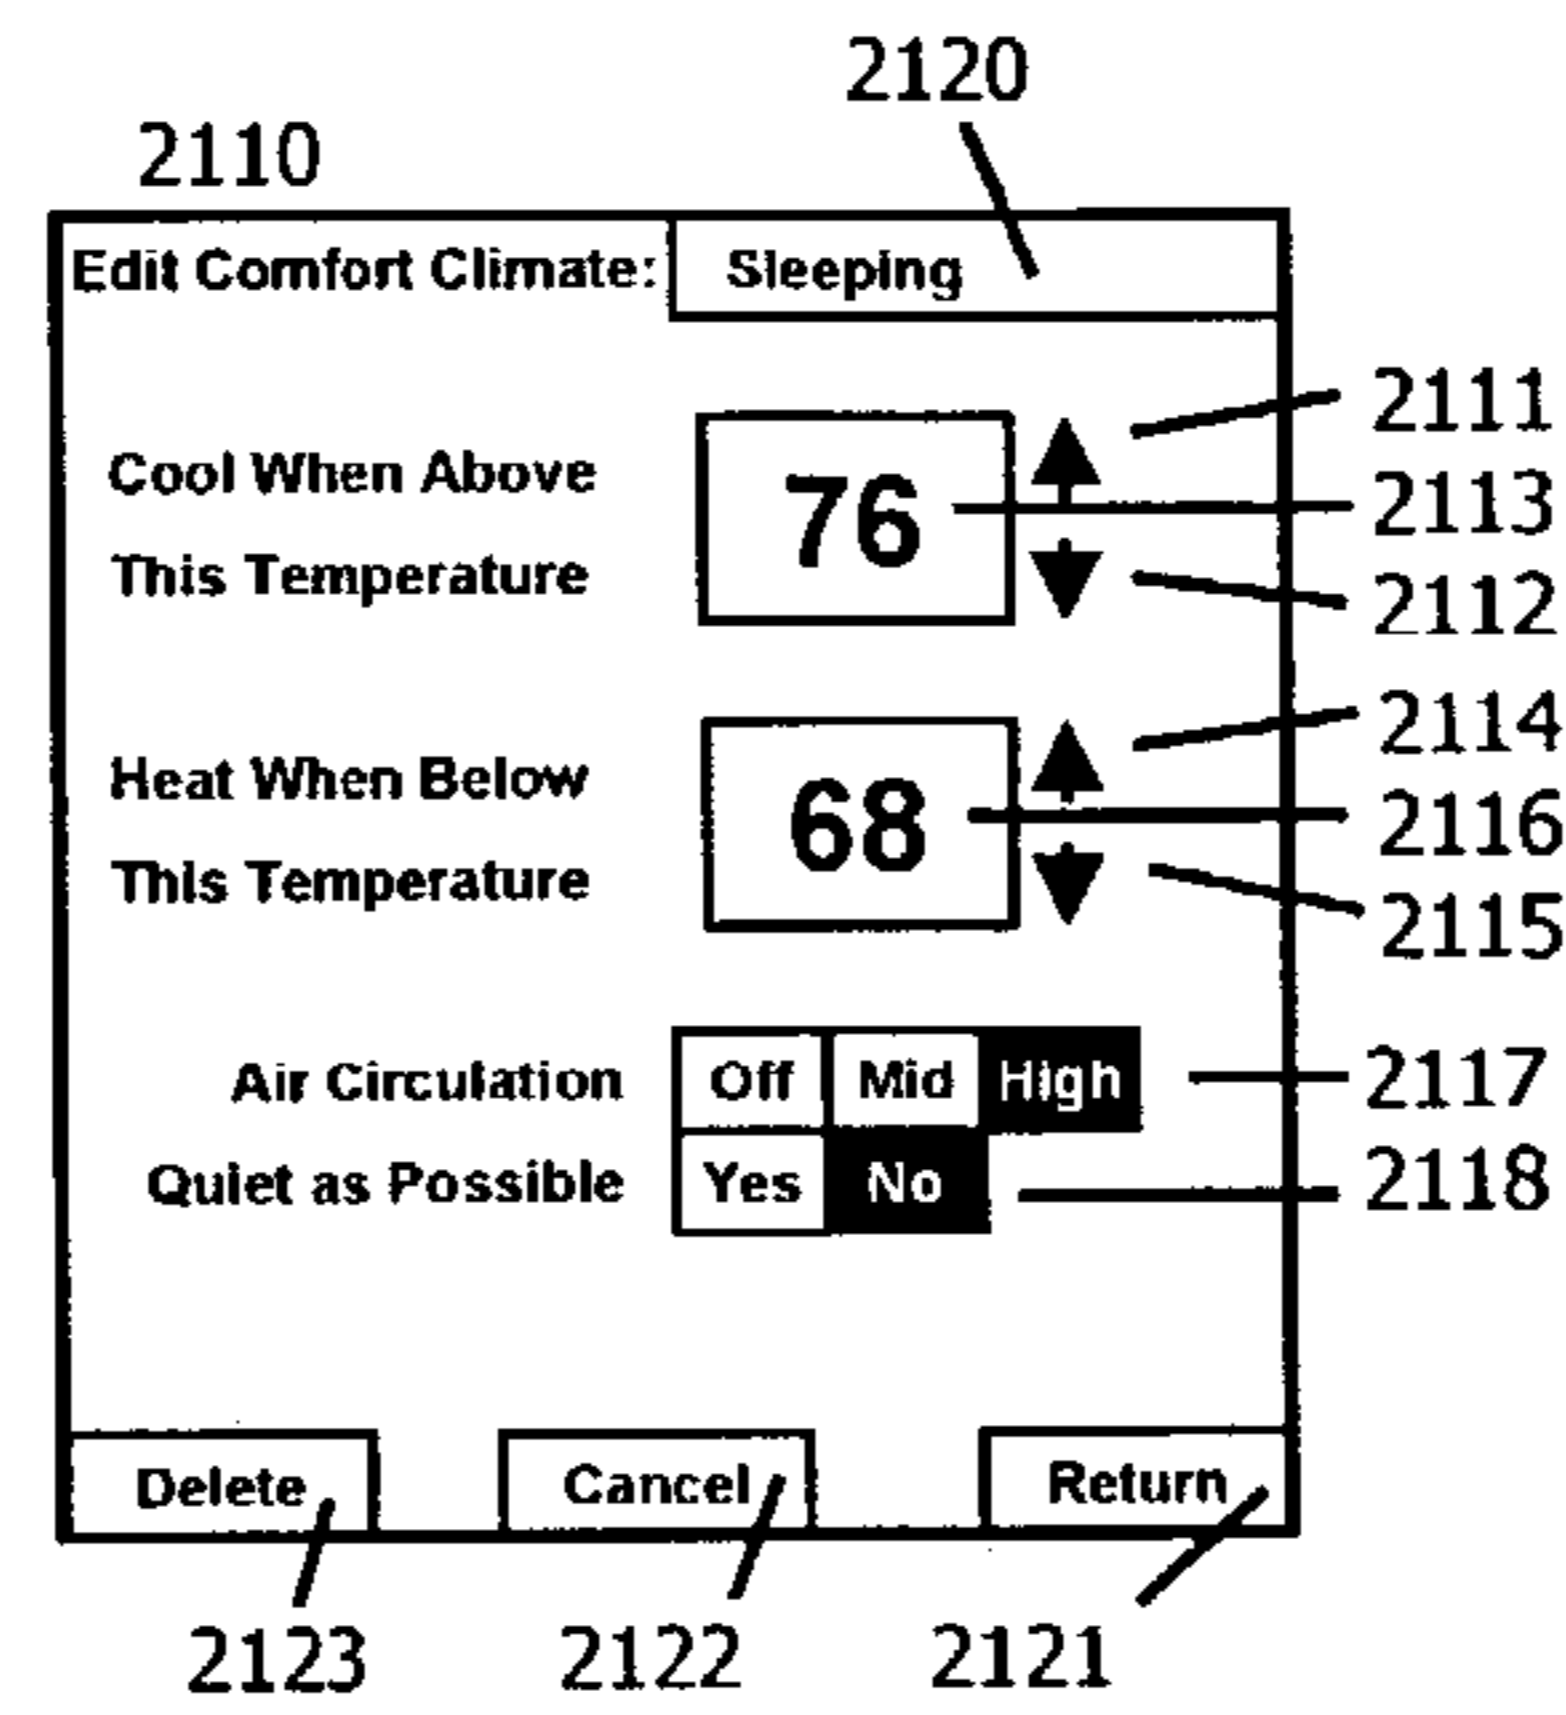 2120
2110
Edit Comfort Climate: Sleeping
2111
Cool When Above
76
2113
This Temperature
2112
2114
Heat When Below
68
2116
This Temperature
2115
Air Circulation Off Mid High 2117
Quiet as Possible Yes No 2118
Delete Cancel Return
2123 2122 2121